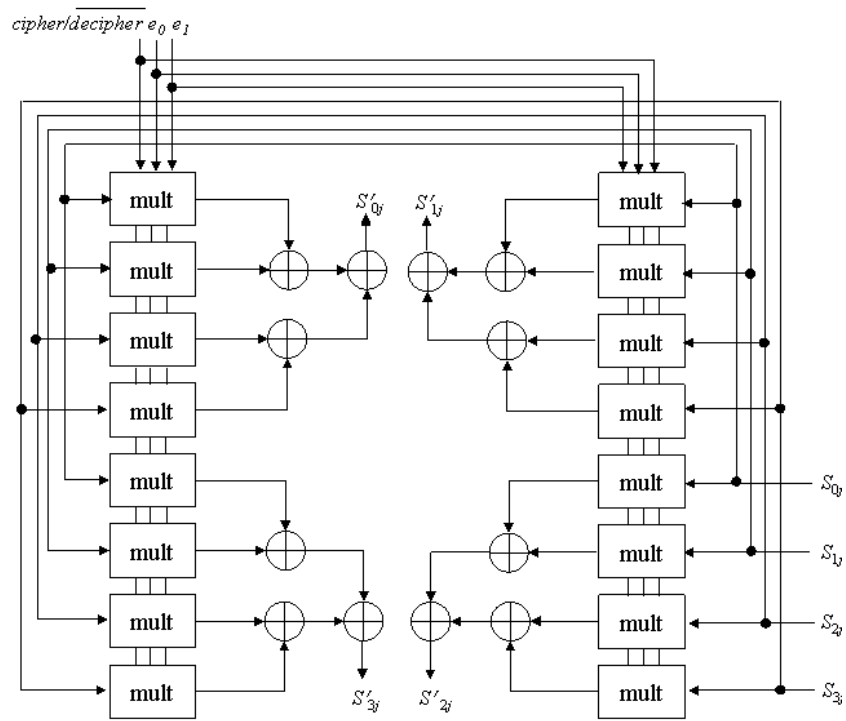 cipher/decipher e₀ e₁
mult mult
S′₀ⱼ S′₁ⱼ
mult mult
mult mult
mult mult
mult mult
S₀ⱼ
mult mult
S₁ⱼ
mult mult
S₂ⱼ
mult mult
S′₃ⱼ S′₂ⱼ
S₃ⱼ